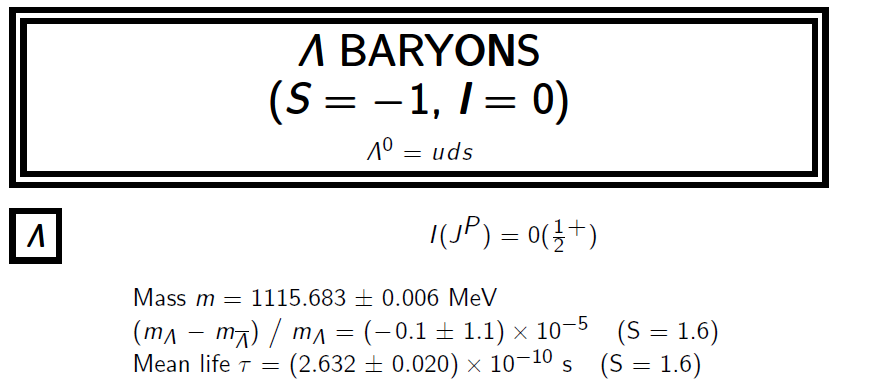 Λ BARYONS
(S = −1, I = 0)
Λ⁰ = uds
Λ
I(Jᴾ) = 0(½⁺)
Mass m = 1115.683 ± 0.006 MeV
(m_Λ − m_Λ̅) / m_Λ = (−0.1 ± 1.1) × 10⁻⁵ (S = 1.6)
Mean life τ = (2.632 ± 0.020) × 10⁻¹⁰ s (S = 1.6)